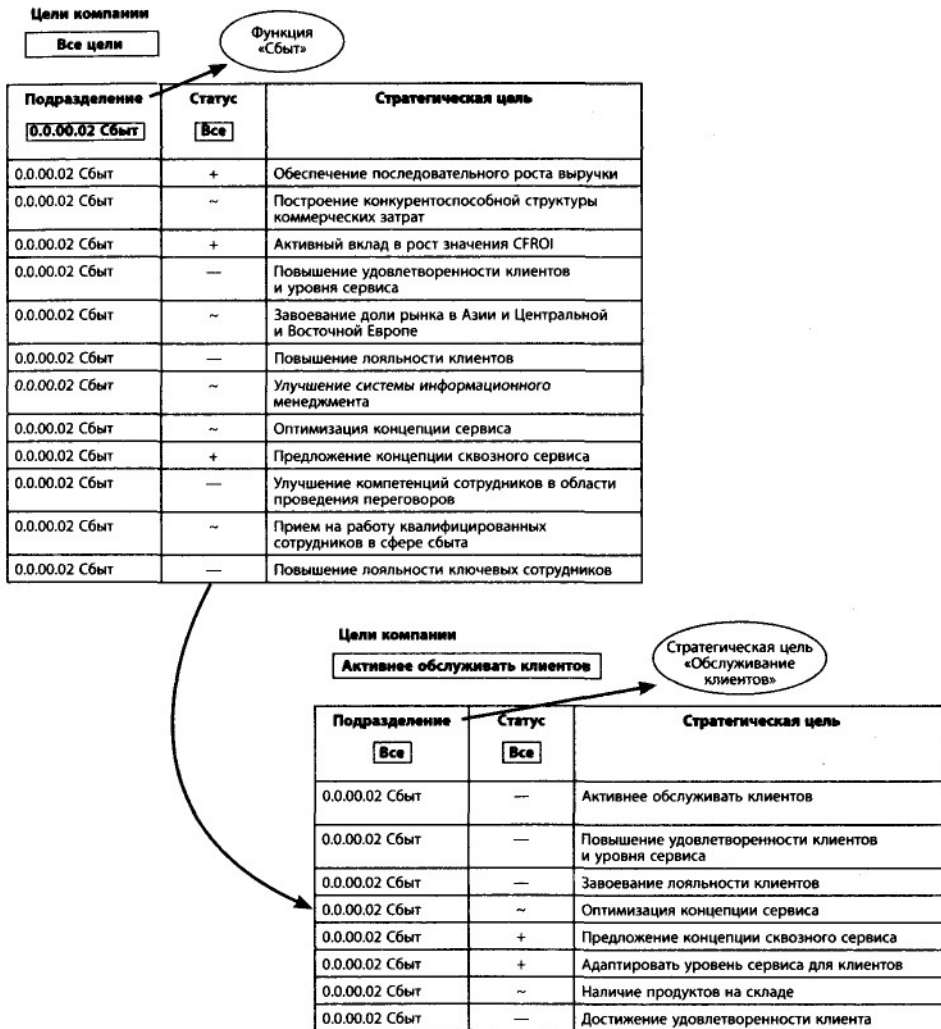 Цели компании
Все цели
Функция
«Сбыт»
Подразделение Статус Стратегическая цель
0.0.00.02 Сбыт Все
0.0.00.02 Сбыт + Обеспечение последовательного роста выручки
0.0.00.02 Сбыт ~ Построение конкурентоспособной структуры
коммерческих затрат
0.0.00.02 Сбыт + Активный вклад в рост значения CFROI
0.0.00.02 Сбыт — Повышение удовлетворенности клиентов
и уровня сервиса
0.0.00.02 Сбыт ~ Завоевание доли рынка в Азии и Центральной
и Восточной Европе
0.0.00.02 Сбыт — Повышение лояльности клиентов
0.0.00.02 Сбыт ~ Улучшение системы информационного
менеджмента
0.0.00.02 Сбыт ~ Оптимизация концепции сервиса
0.0.00.02 Сбыт + Предложение концепции сквозного сервиса
0.0.00.02 Сбыт — Улучшение компетенций сотрудников в области
проведения переговоров
0.0.00.02 Сбыт ~ Прием на работу квалифицированных
сотрудников в сфере сбыта
0.0.00.02 Сбыт — Повышение лояльности ключевых сотрудников
Цели компании
Активнее обслуживать клиентов
Стратегическая цель
«Обслуживание
клиентов»
Подразделение Статус Стратегическая цель
Все Все
0.0.00.02 Сбыт — Активнее обслуживать клиентов
0.0.00.02 Сбыт — Повышение удовлетворенности клиентов
и уровня сервиса
0.0.00.02 Сбыт — Завоевание лояльности клиентов
0.0.00.02 Сбыт ~ Оптимизация концепции сервиса
0.0.00.02 Сбыт + Предложение концепции сквозного сервиса
0.0.00.02 Сбыт + Адаптировать уровень сервиса для клиентов
0.0.00.02 Сбыт ~ Наличие продуктов на складе
0.0.00.02 Сбыт — Достижение удовлетворенности клиента